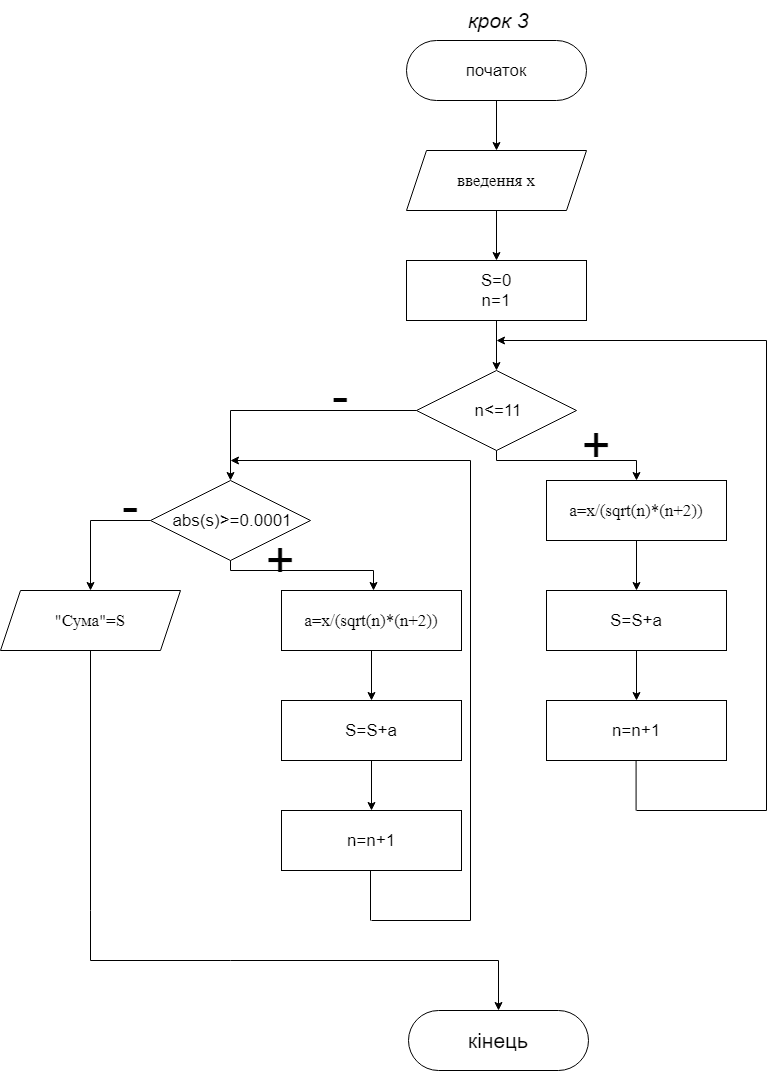 крок 3
початок
введення x
S=0
n=1
n<=11
-
+
abs(s)>=0.0001
-
+
a=x/(sqrt(n)*(n+2))
"Сума"=S
a=x/(sqrt(n)*(n+2))
S=S+a
S=S+a
n=n+1
n=n+1
кінець